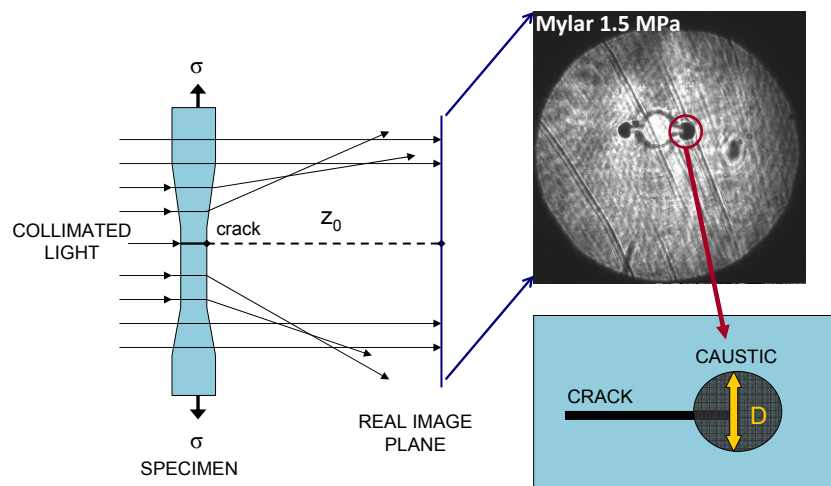 σ
COLLIMATED
LIGHT
crack
z₀
σ
SPECIMEN
REAL IMAGE
PLANE
Mylar 1.5 MPa
CAUSTIC
CRACK
D